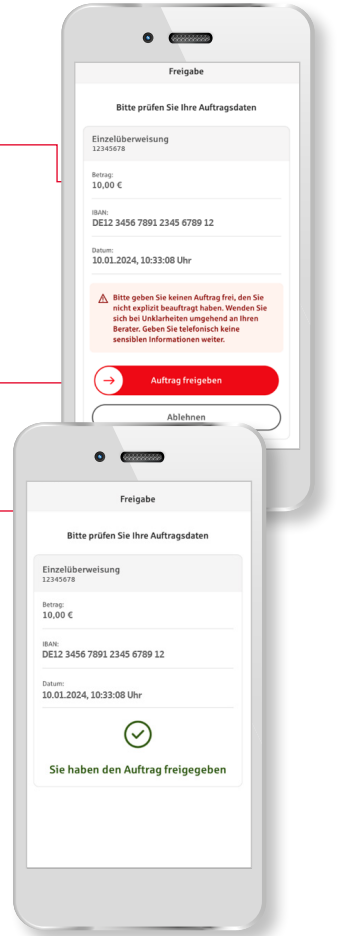 Freigabe
Bitte prüfen Sie Ihre Auftragsdaten
Einzelüberweisung
12345678
Betrag:
10,00 €
IBAN:
DE12 3456 7891 2345 6789 12
Datum:
10.01.2024, 10:33:08 Uhr
Bitte geben Sie keinen Auftrag frei, den Sie
nicht explizit beauftragt haben. Wenden Sie
sich bei Unklarheiten umgehend an Ihren
Berater. Geben Sie telefonisch keine
sensiblen Informationen weiter.
Auftrag freigeben
Ablehnen
Freigabe
Bitte prüfen Sie Ihre Auftragsdaten
Einzelüberweisung
12345678
Betrag:
10,00 €
IBAN:
DE12 3456 7891 2345 6789 12
Datum:
10.01.2024, 10:33:08 Uhr
Sie haben den Auftrag freigegeben